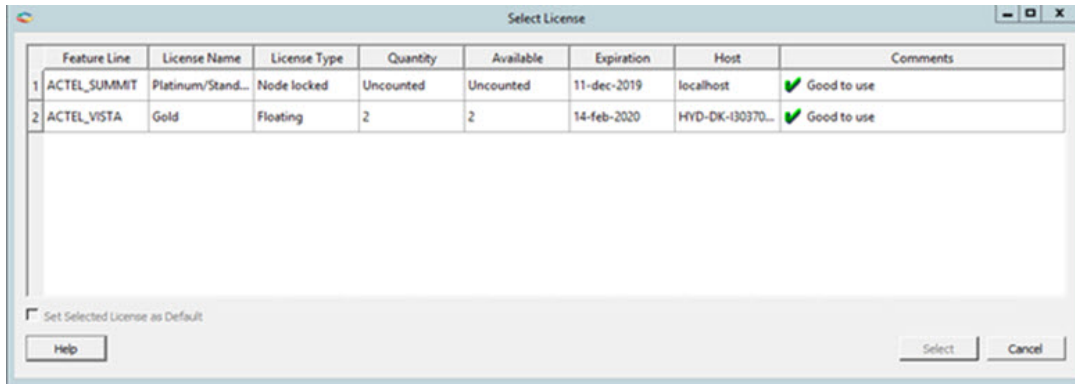 Select License
Feature Line License Name License Type Quantity Available Expiration Host Comments
1 ACTEL_SUMMIT Platinum/Stand... Node locked Uncounted Uncounted 11-dec-2019 localhost Good to use
2 ACTEL_VISTA Gold Floating 2 2 14-feb-2020 HYD-DK-I30370... Good to use
Set Selected License as Default
Help Select Cancel